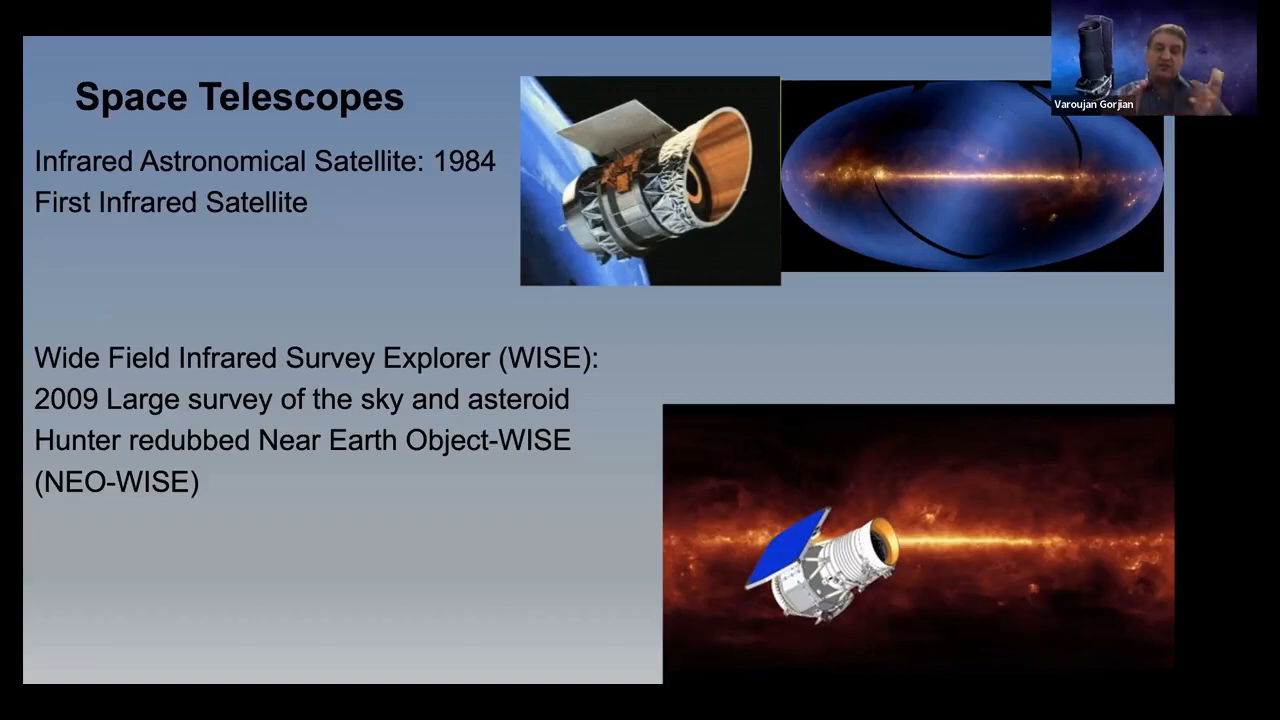 Space Telescopes
Infrared Astronomical Satellite: 1984
First Infrared Satellite
Wide Field Infrared Survey Explorer (WISE):
2009 Large survey of the sky and asteroid
Hunter redubbed Near Earth Object-WISE
(NEO-WISE)
Varoujan Gorjian